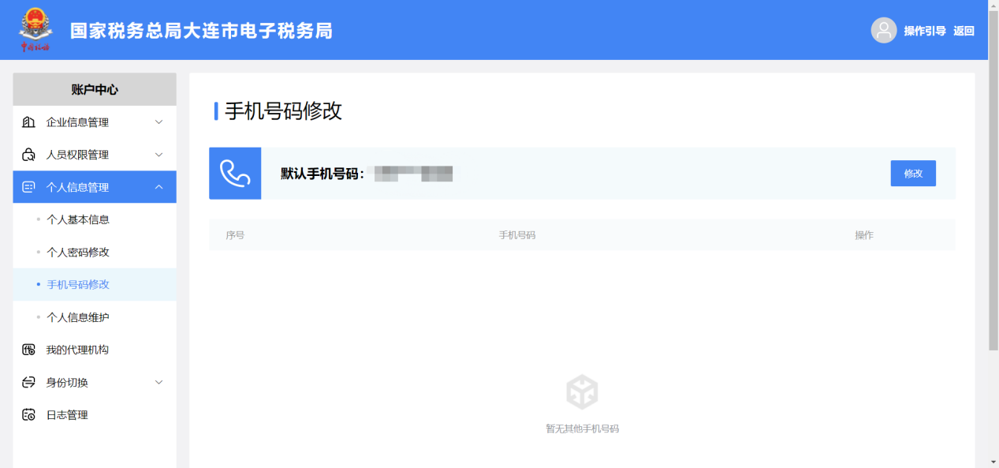 国家税务总局大连市电子税务局
操作引导 返回
账户中心
企业信息管理
人员权限管理
个人信息管理
个人基本信息
个人密码修改
手机号码修改
个人信息维护
我的代理机构
身份切换
日志管理
手机号码修改
默认手机号码：
修改
序号 手机号码 操作
暂无其他手机号码